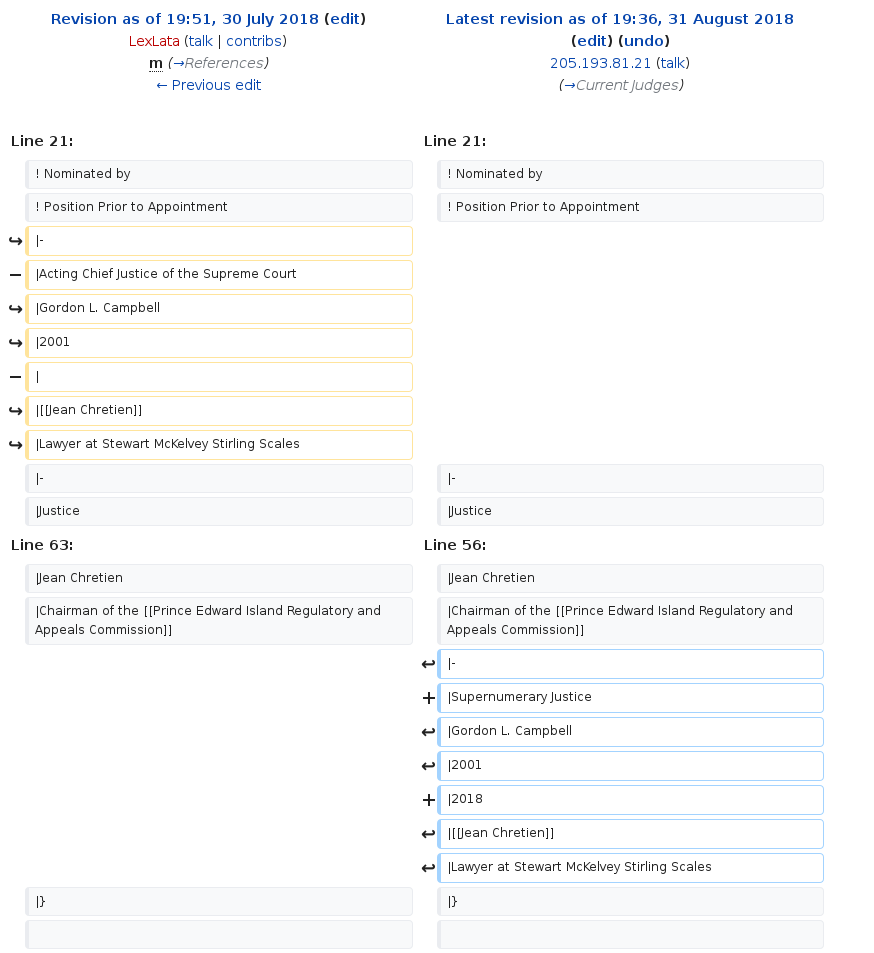 Revision as of 19:51, 30 July 2018 (edit)
LexLata (talk | contribs)
m (→References)
← Previous edit
Latest revision as of 19:36, 31 August 2018
(edit) (undo)
205.193.81.21 (talk)
(→Current Judges)
Line 21:
Line 21:
! Nominated by
! Nominated by
! Position Prior to Appointment
! Position Prior to Appointment
|-
|Acting Chief Justice of the Supreme Court
|Gordon L. Campbell
|2001
|
|[[Jean Chretien]]
|Lawyer at Stewart McKelvey Stirling Scales
|-
|-
|Justice
|Justice
Line 63:
Line 56:
|Jean Chretien
|Jean Chretien
|Chairman of the [[Prince Edward Island Regulatory and
Appeals Commission]]
|Chairman of the [[Prince Edward Island Regulatory and
Appeals Commission]]
|-
|Supernumerary Justice
|Gordon L. Campbell
|2001
|2018
|[[Jean Chretien]]
|Lawyer at Stewart McKelvey Stirling Scales
|}
|}